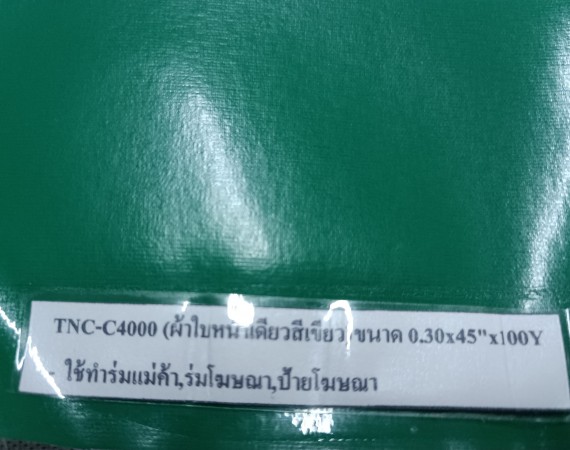 TNC-C4000 (ผ้าใบหน้าเดียวสีเขียว) ขนาด 0.30x45"x100Y
- ใช้ทำร่มแม่ค้า,ร่มโฆษณา,ป้ายโฆษณา